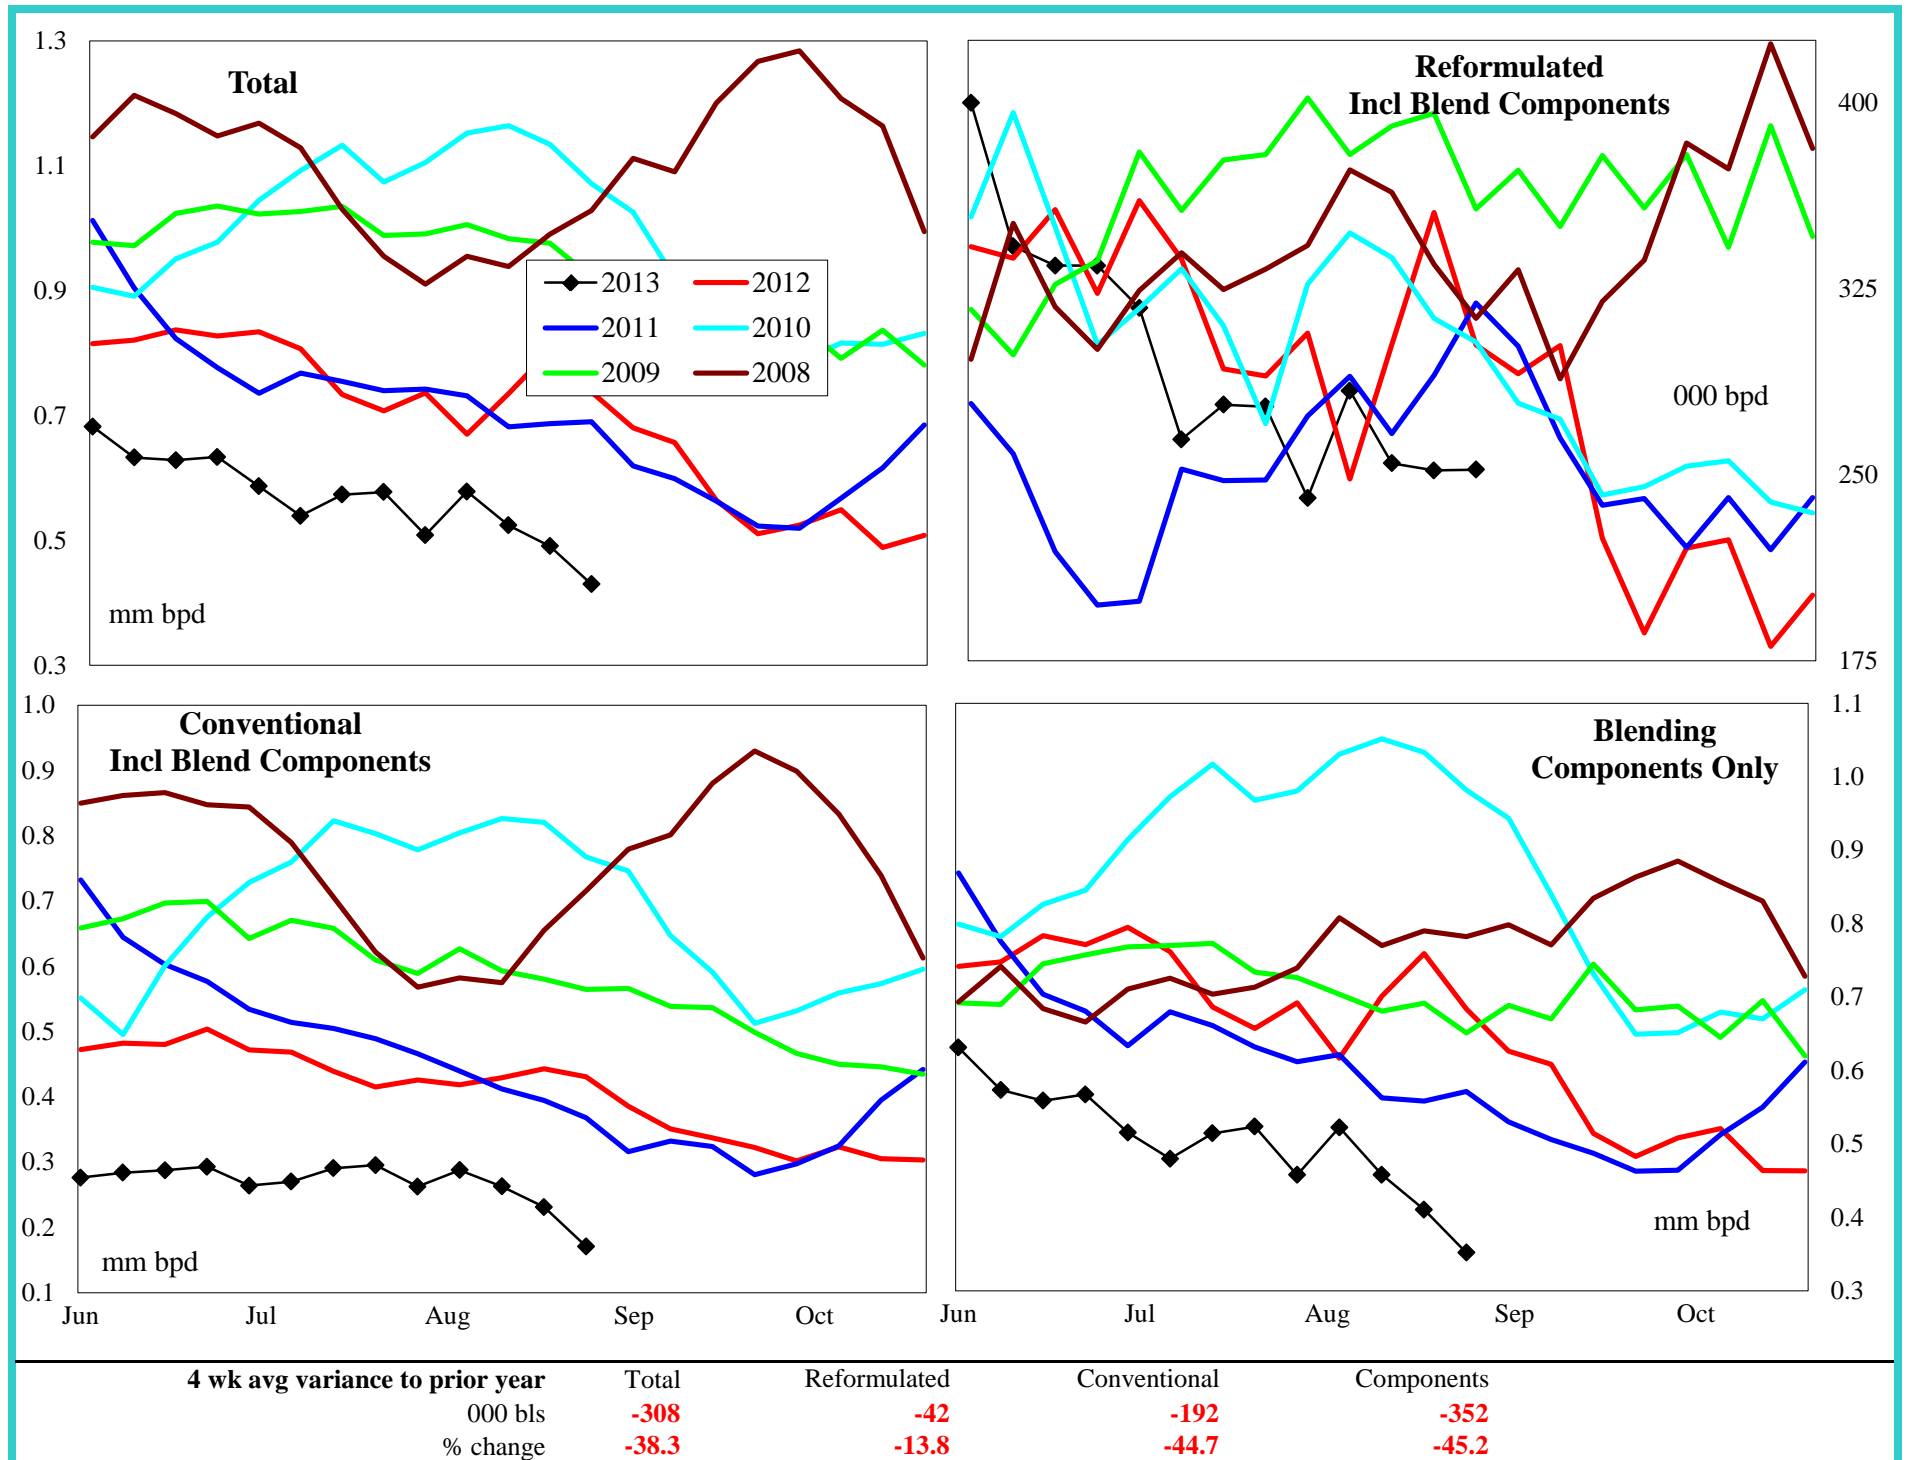 1.3
1.1
0.9
0.7
0.5
0.3
Total
mm bpd
2013 2012
2011 2010
2009 2008
Reformulated
Incl Blend Components
000 bpd
400
325
250
175
1.0
0.9
0.8
0.7
0.6
0.5
0.4
0.3
0.2
0.1
Conventional
Incl Blend Components
mm bpd
Jun Jul Aug Sep Oct
Blending
Components Only
mm bpd
1.1
1.0
0.9
0.8
0.7
0.6
0.5
0.4
0.3
Jun Jul Aug Sep Oct
4 wk avg variance to prior year Total Reformulated Conventional Components
000 bls -308 -42 -192 -352
% change -38.3 -13.8 -44.7 -45.2